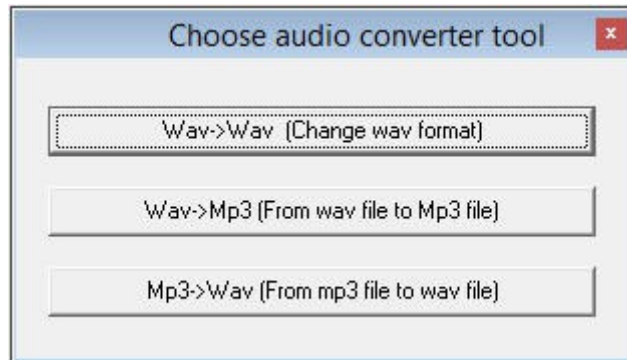 Choose audio converter tool
x
Wav->Wav  (Change wav format)
Wav->Mp3 (From wav file to Mp3 file)
Mp3->Wav (From mp3 file to wav file)